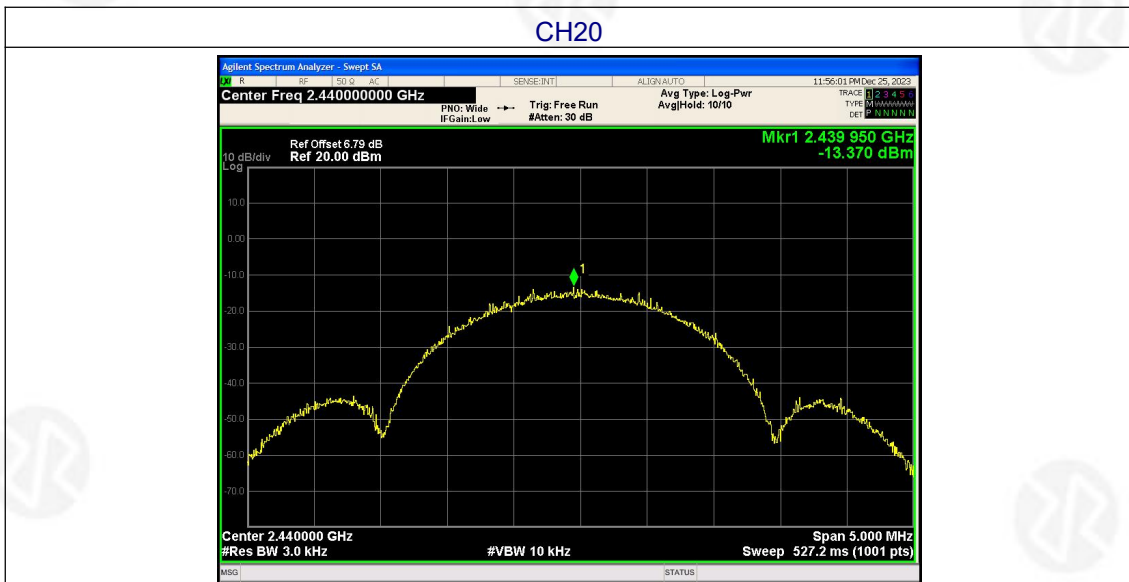 CH20
Agilent Spectrum Analyzer - Swept SA
LXI R RF 50 Ω AC SENSE:INT ALIGN AUTO 11:56:01 PM Dec 25, 2023
Center Freq 2.440000000 GHz Avg Type: Log-Pwr TRACE 1 2 3 4 5 6
PNO: Wide Trig: Free Run Avg|Hold: 10/10 TYPE M WWWWW
IFGain:Low #Atten: 30 dB DET P N N N N N
Mkr1 2.439 950 GHz
Ref Offset 6.79 dB
10 dB/div Ref 20.00 dBm -13.370 dBm
Log
10.0
0.00
1
-10.0
-20.0
-30.0
-40.0
-50.0
-60.0
-70.0
Center 2.440000 GHz Span 5.000 MHz
#Res BW 3.0 kHz #VBW 10 kHz Sweep 527.2 ms (1001 pts)
MSG STATUS